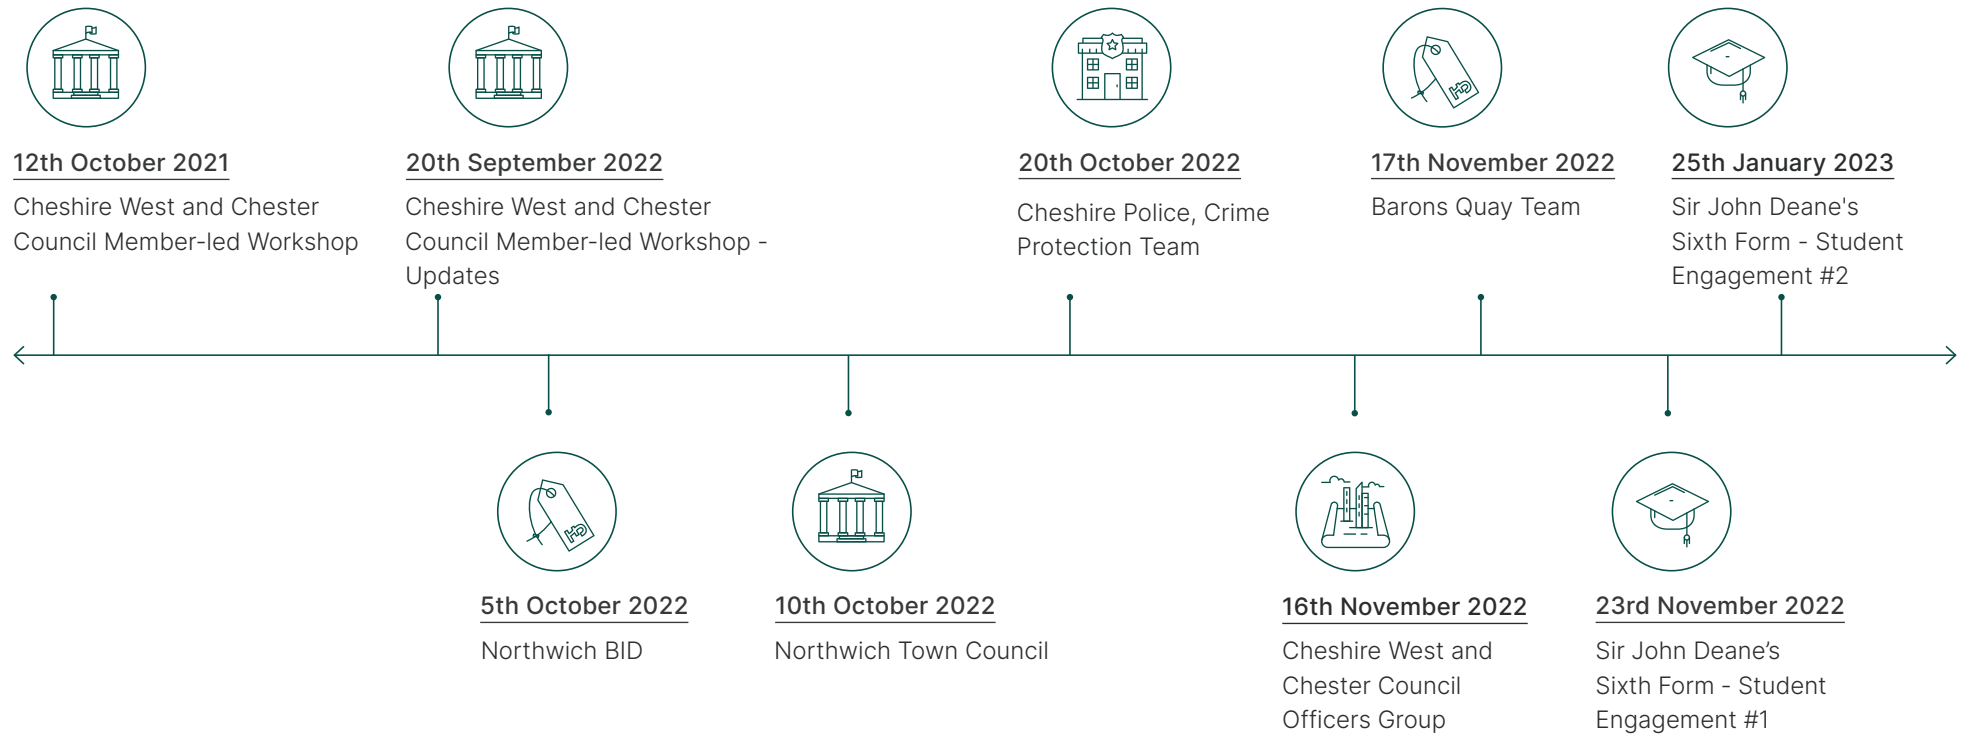 12th October 2021
Cheshire West and Chester
Council Member-led Workshop
20th September 2022
Cheshire West and Chester
Council Member-led Workshop -
Updates
20th October 2022
Cheshire Police, Crime
Protection Team
17th November 2022
Barons Quay Team
25th January 2023
Sir John Deane's
Sixth Form - Student
Engagement #2
5th October 2022
Northwich BID
10th October 2022
Northwich Town Council
16th November 2022
Cheshire West and
Chester Council
Officers Group
23rd November 2022
Sir John Deane’s
Sixth Form - Student
Engagement #1